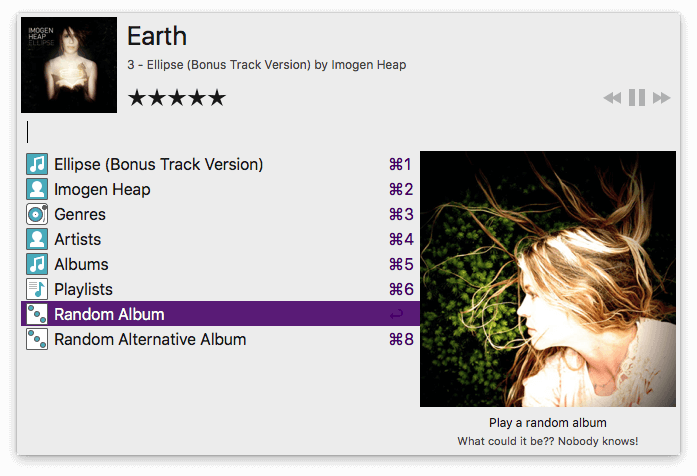 IMOGEN
HEAP
ELLIPSE
Earth
3 - Ellipse (Bonus Track Version) by Imogen Heap
★★★★★
Ellipse (Bonus Track Version) ⌘1
Imogen Heap ⌘2
Genres ⌘3
Artists ⌘4
Albums ⌘5
Playlists ⌘6
Random Album ↩
Random Alternative Album ⌘8
Play a random album
What could it be?? Nobody knows!